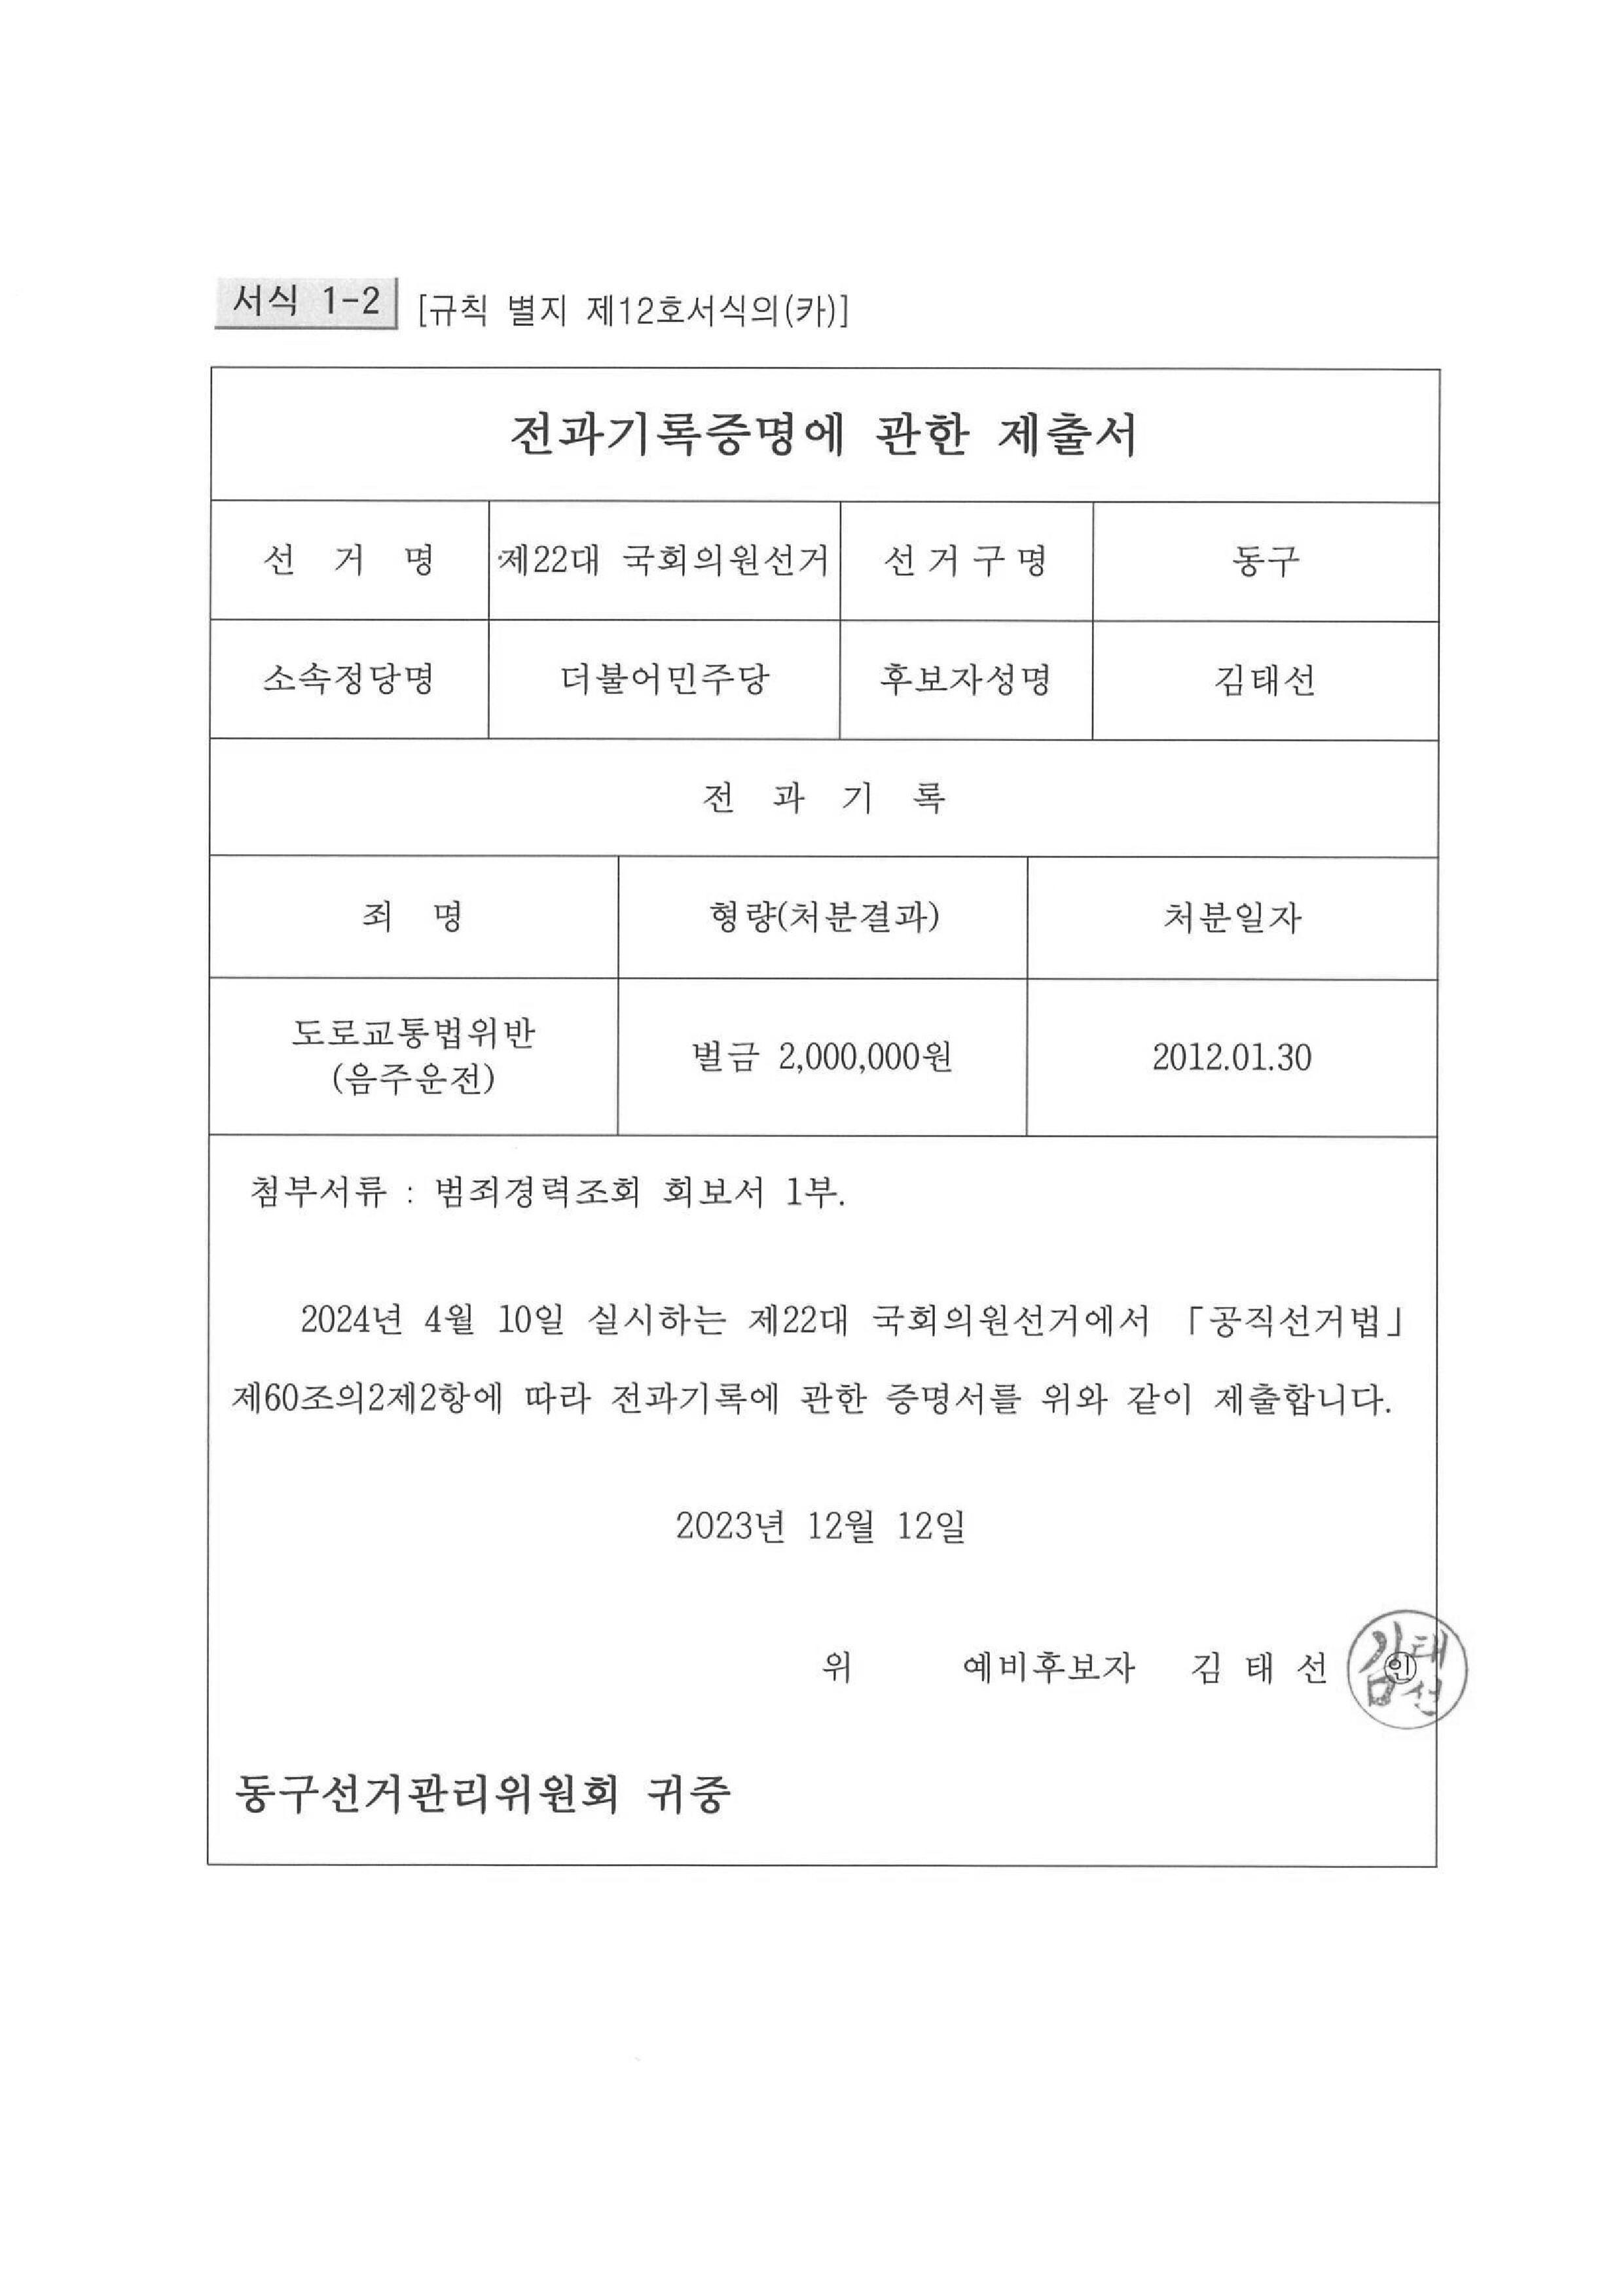 서식 1-2 [규칙 별지 제12호서식의(카)]
전과기록증명에 관한 제출서
선 거 명 제22대 국회의원선거 선거구명 동구
소속정당명 더불어민주당 후보자성명 김태선
전 과 기 록
죄 명 형량(처분결과) 처분일자
도로교통법위반
(음주운전) 벌금 2,000,000원 2012.01.30
첨부서류 : 범죄경력조회 회보서 1부.
2024년 4월 10일 실시하는 제22대 국회의원선거에서 「공직선거법」
제60조의2제2항에 따라 전과기록에 관한 증명서를 위와 같이 제출합니다.
2023년 12월 12일
위 예비후보자 김 태 선 ㊞
김태선
동구선거관리위원회 귀중